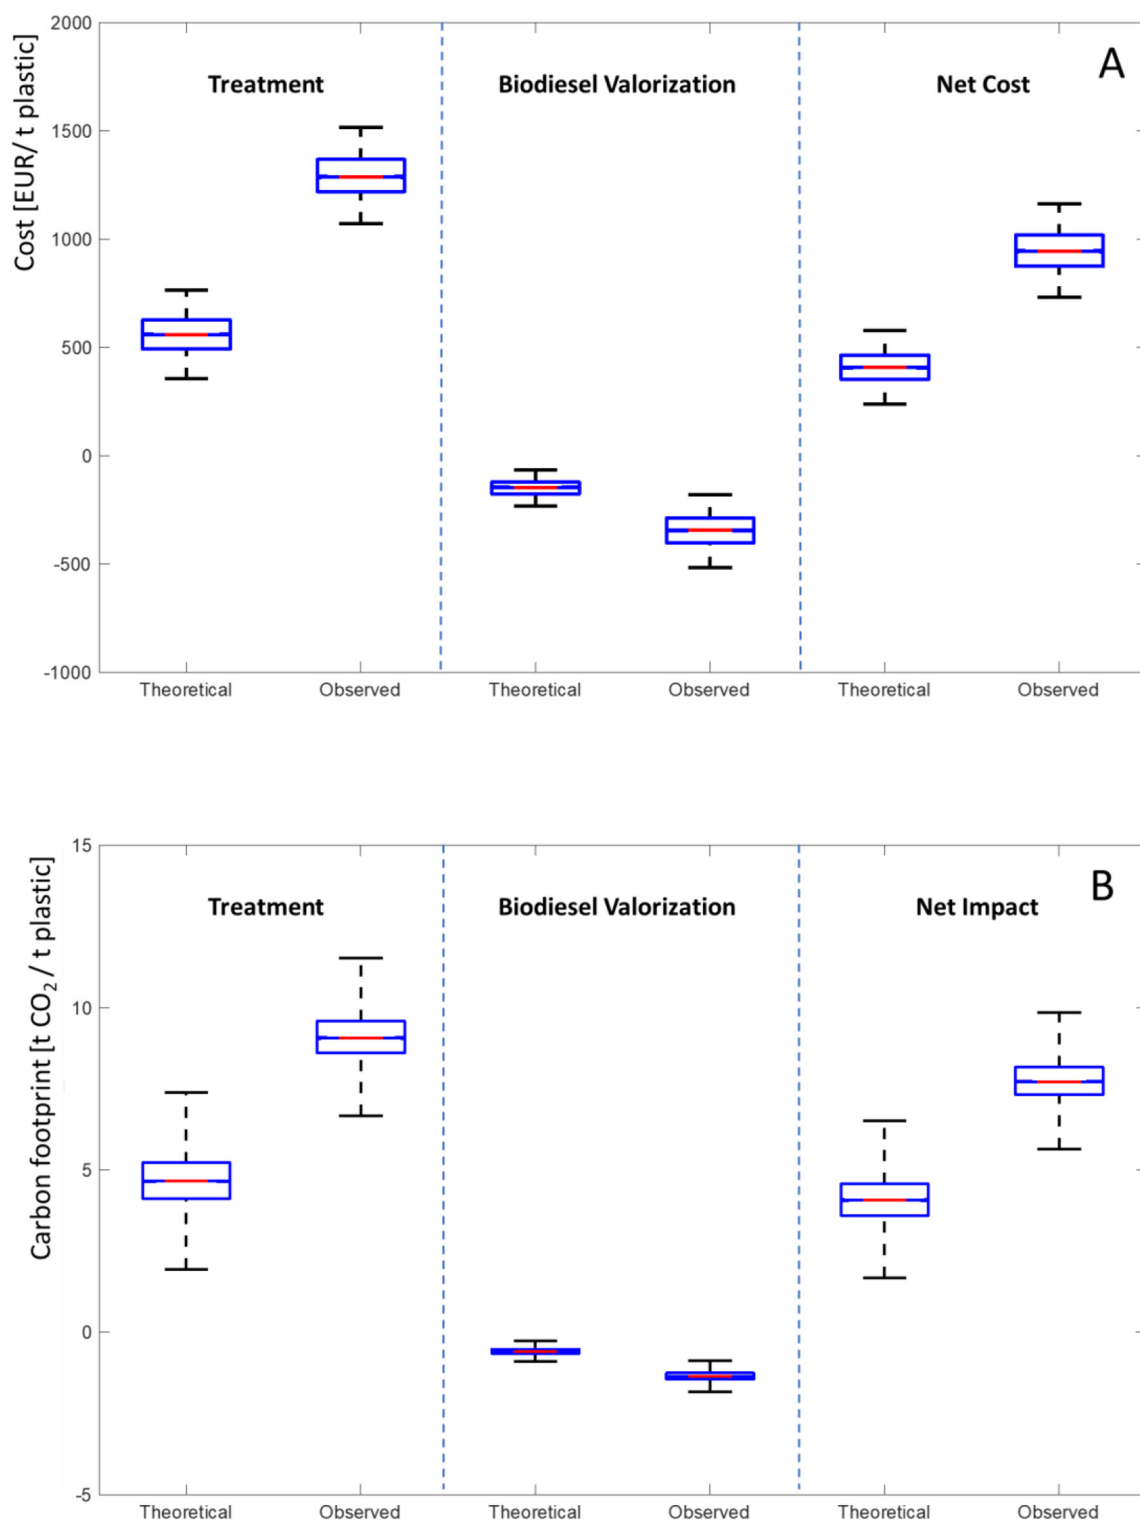 A
Treatment Biodiesel Valorization Net Cost
Cost [EUR/ t plastic]
2000
1500
1000
500
0
-500
-1000
Theoretical Observed Theoretical Observed Theoretical Observed
B
Treatment Biodiesel Valorization Net Impact
Carbon footprint [t CO₂ / t plastic]
15
10
5
0
-5
Theoretical Observed Theoretical Observed Theoretical Observed